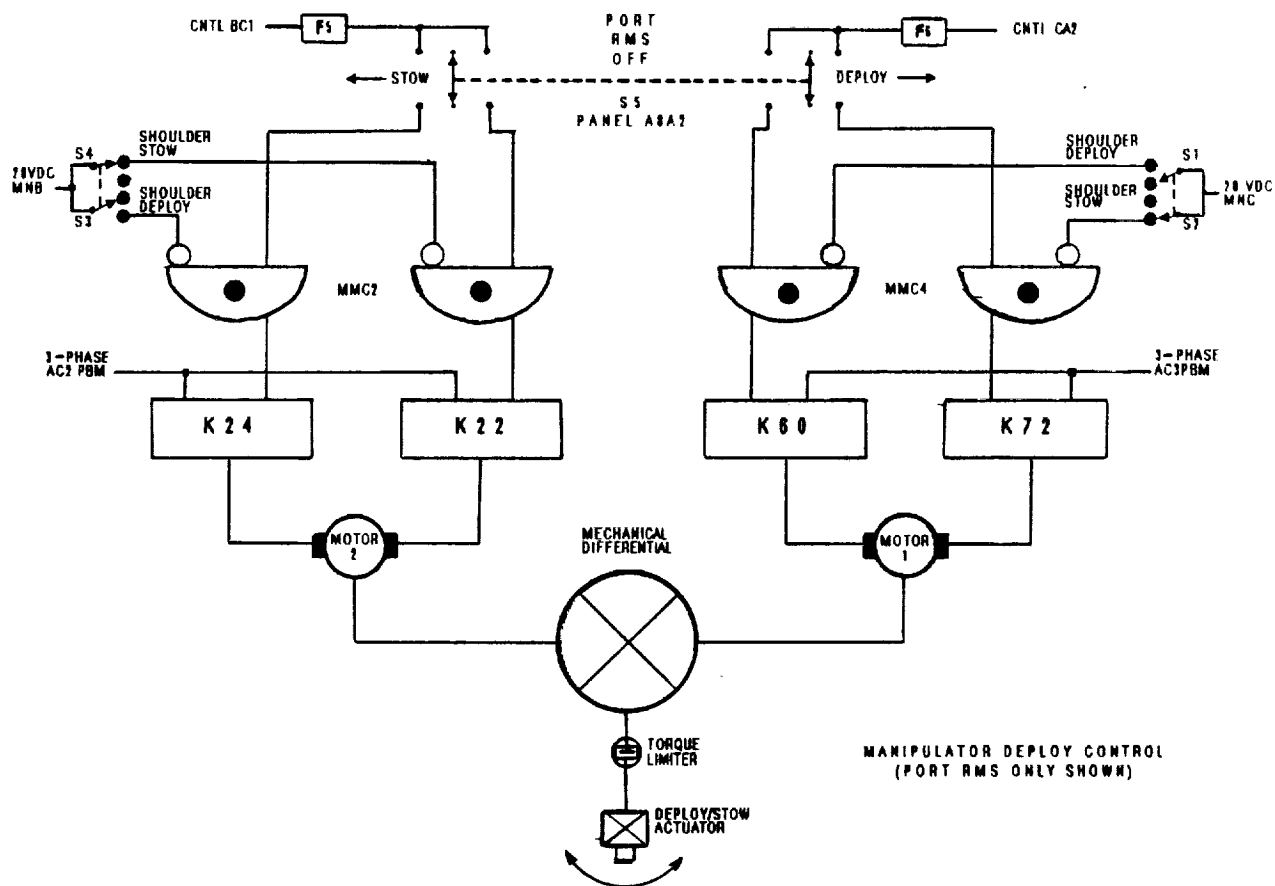 CNTL BC1
F5
PORT
RMS
OFF
F6
CNTL CA2
STOW
DEPLOY
S5
PANEL A8A2
28VDC
MNB
S4
S3
SHOULDER
STOW
SHOULDER
DEPLOY
SHOULDER
DEPLOY
SHOULDER
STOW
S1
S2
28 VDC
MNC
MMC2
MMC4
3-PHASE
AC2 PBM
3-PHASE
AC3PBM
K24
K22
K60
K72
MOTOR
2
MECHANICAL
DIFFERENTIAL
MOTOR
1
TORQUE
LIMITER
DEPLOY/STOW
ACTUATOR
MANIPULATOR DEPLOY CONTROL
(PORT RMS ONLY SHOWN)